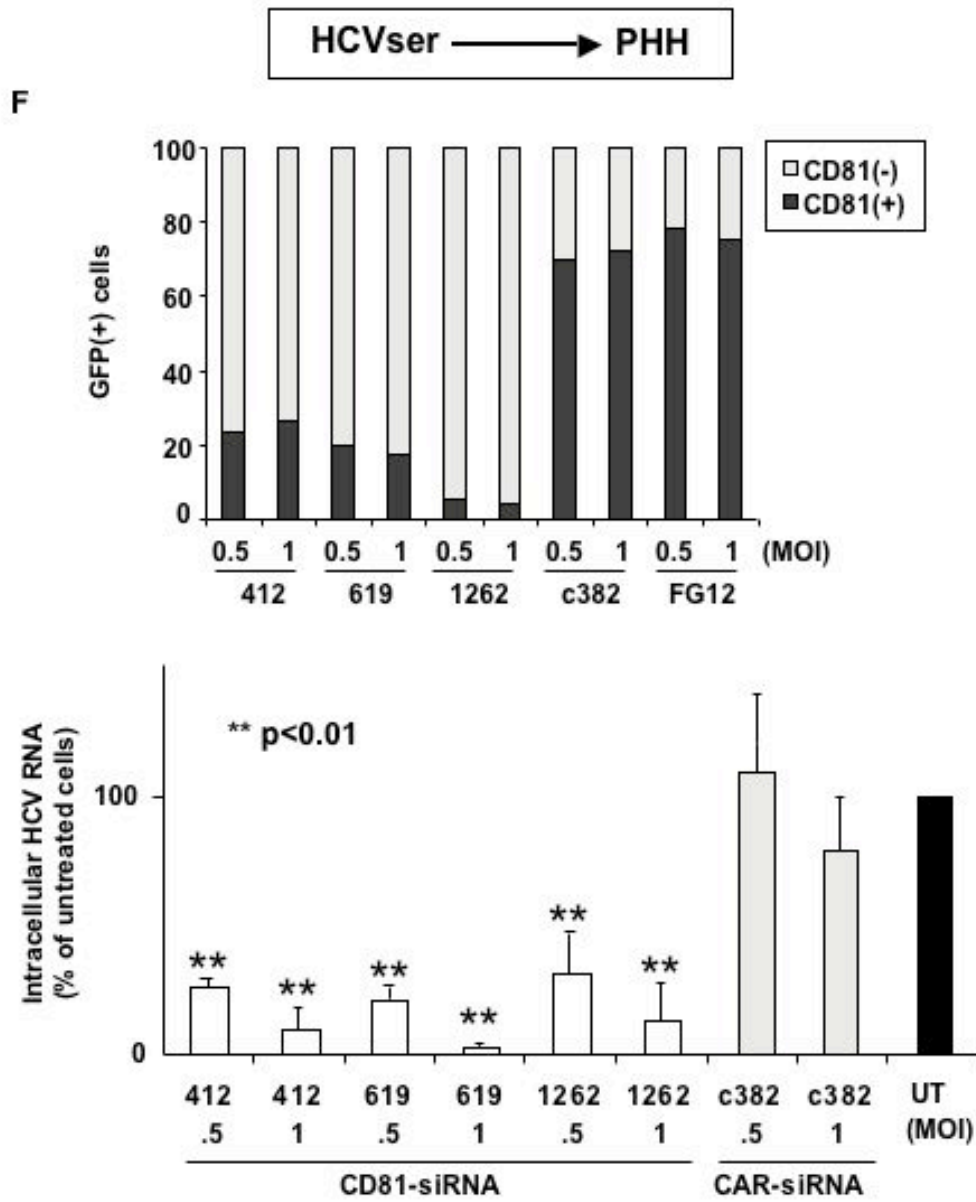 HCVser PHH
F
100
80
60
40
20
0
GFP(+) cells
CD81(-)
CD81(+)
0.5 1 0.5 1 0.5 1 0.5 1 0.5 1 (MOI)
412 619 1262 c382 FG12
Intracellular HCV RNA
(% of untreated cells)
100
0
** p<0.01
** ** ** ** ** **
412 412 619 619 1262 1262 c382 c382 UT
.5 1 .5 1 .5 1 .5 1 (MOI)
CD81-siRNA CAR-siRNA